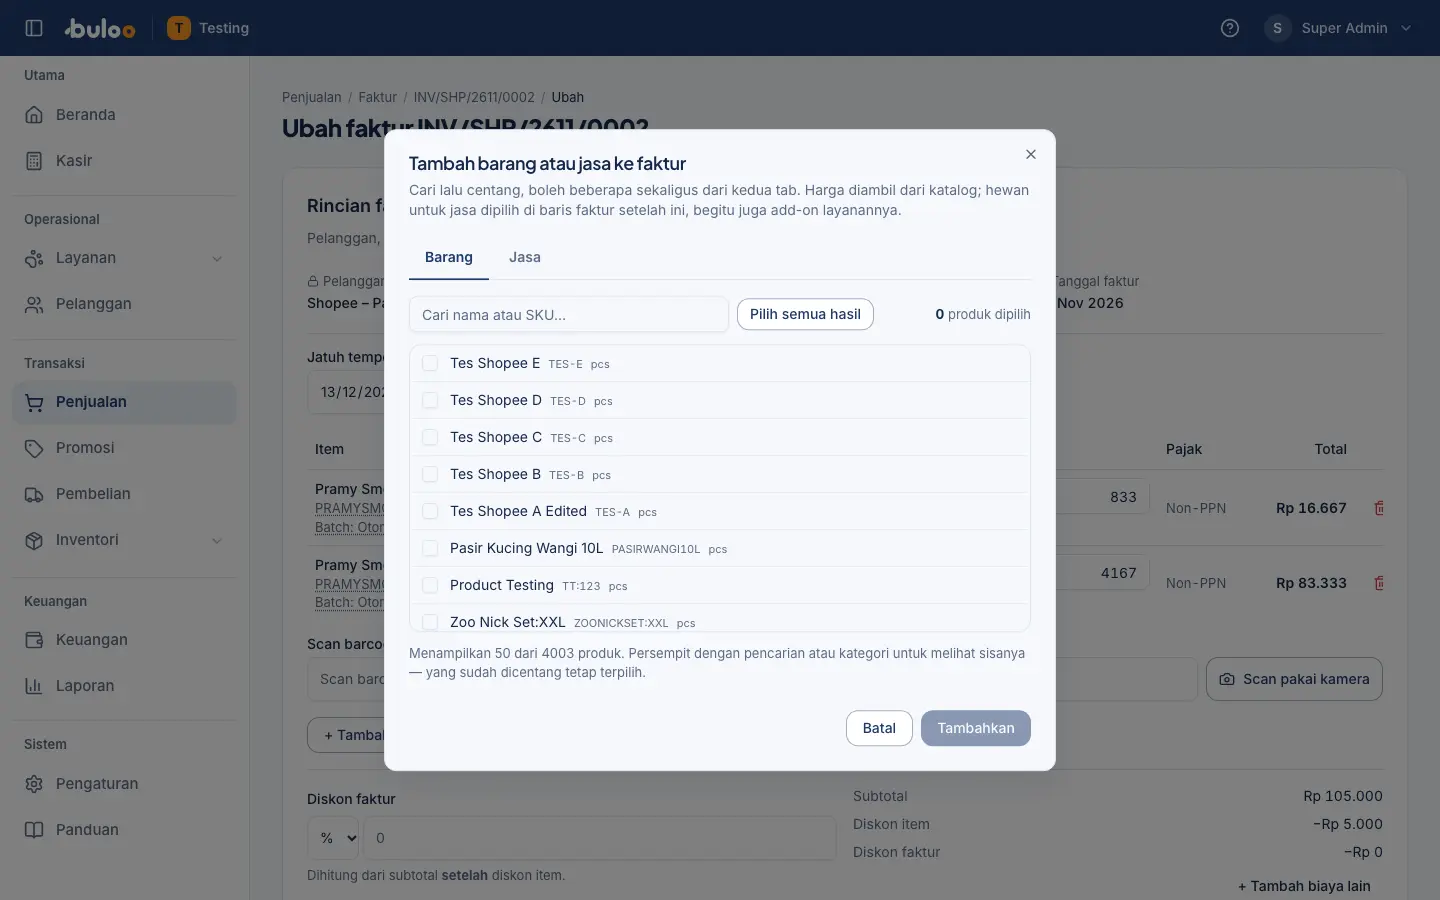 buloo
T Testing
S Super Admin
Utama
Beranda
Kasir
Operasional
Layanan
Pelanggan
Transaksi
Penjualan
Promosi
Pembelian
Inventori
Keuangan
Keuangan
Laporan
Sistem
Pengaturan
Panduan
Penjualan / Faktur / INV/SHP/2611/0002 / Ubah
Ubah faktur INV/SHP/2611/0002
Rincian
Pelanggan,
Pelanggan
Tanggal faktur
Shopee –
Nov 2026
Jatuh
13/12/
Item
Pajak
Total
Pramy
833
Non-PPN
Rp 16.667
Batch:
Pramy
4167
Non-PPN
Rp 83.333
Batch:
Scan
Scan
Scan pakai kamera
+
Diskon faktur
% 0
Dihitung dari subtotal setelah diskon item.
Subtotal Rp 105.000
Diskon item −Rp 5.000
Diskon faktur −Rp 0
+ Tambah biaya lain
Tambah barang atau jasa ke faktur
Cari lalu centang, boleh beberapa sekaligus dari kedua tab. Harga diambil dari katalog; hewan
untuk jasa dipilih di baris faktur setelah ini, begitu juga add-on layanannya.
Barang Jasa
Cari nama atau SKU... Pilih semua hasil 0 produk dipilih
Tes Shopee E TES-E pcs
Tes Shopee D TES-D pcs
Tes Shopee C TES-C pcs
Tes Shopee B TES-B pcs
Tes Shopee A Edited TES-A pcs
Pasir Kucing Wangi 10L PASIRWANGI10L pcs
Product Testing TT:123 pcs
Zoo Nick Set:XXL ZOONICKSET:XXL pcs
Menampilkan 50 dari 4003 produk. Persempit dengan pencarian atau kategori untuk melihat sisanya
— yang sudah dicentang tetap terpilih.
Batal Tambahkan